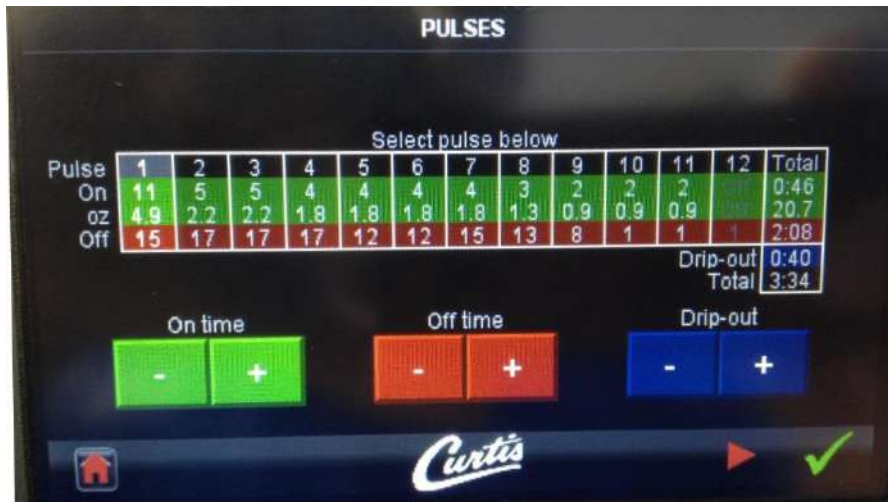 PULSES
Select pulse below
Pulse 1 2 3 4 5 6 7 8 9 10 11 12 Total
On 11 5 5 4 4 4 4 3 2 2 2 Off 0:46
oz 4.9 2.2 2.2 1.8 1.8 1.8 1.8 1.3 0.9 0.9 0.9 20.7
Off 15 17 17 17 12 12 15 13 8 1 1 1 2:08
Drip-out 0:40
Total 3:34
On time Off time Drip-out
- + - + - +
Curtis